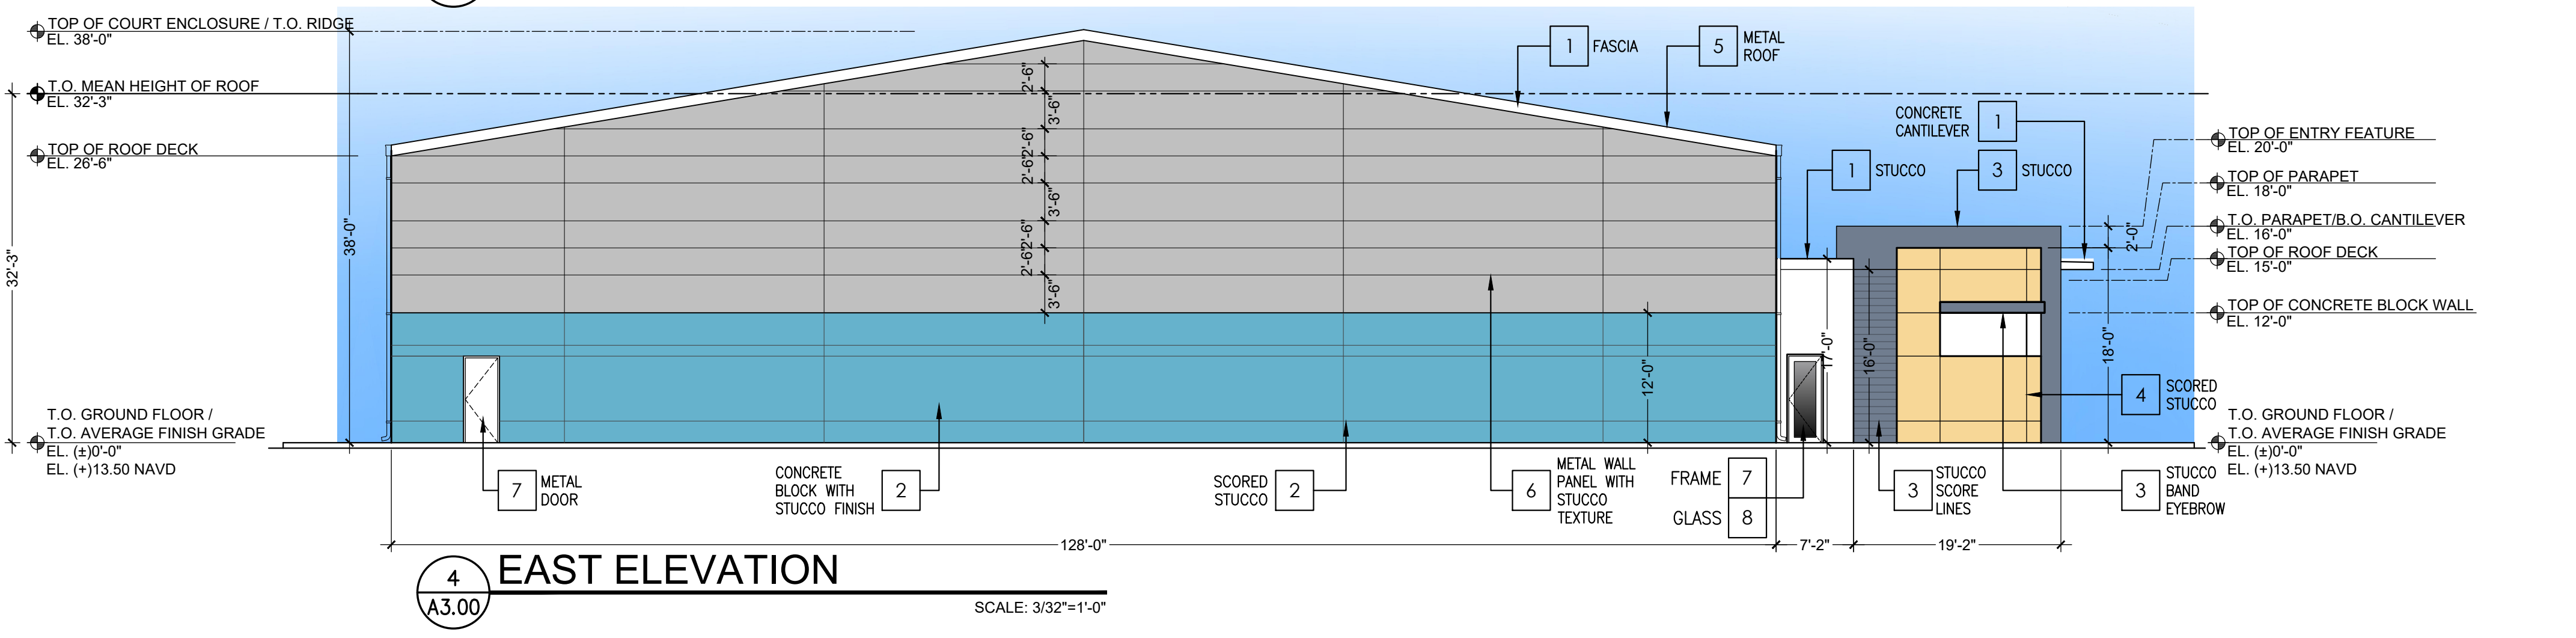 TOP OF COURT ENCLOSURE / T.O. RIDGE
EL. 38'-0"
T.O. MEAN HEIGHT OF ROOF
EL. 32'-3"
TOP OF ROOF DECK
EL. 26'-6"
32'-3"
38'-0"
T.O. GROUND FLOOR /
T.O. AVERAGE FINISH GRADE
EL. (±)0'-0"
EL. (+)13.50 NAVD
2'-6"
3'-6"
2'-6"
2'-6"
3'-6"
2'-6"
2'-6"
3'-6"
1 FASCIA
5 METAL
ROOF
CONCRETE
CANTILEVER 1
1 STUCCO
3 STUCCO
12'-0"
17'-0"
16'-0"
18'-0"
2'-0"
TOP OF ENTRY FEATURE
EL. 20'-0"
TOP OF PARAPET
EL. 18'-0"
T.O. PARAPET/B.O. CANTILEVER
EL. 16'-0"
TOP OF ROOF DECK
EL. 15'-0"
TOP OF CONCRETE BLOCK WALL
EL. 12'-0"
4 SCORED
STUCCO
T.O. GROUND FLOOR /
T.O. AVERAGE FINISH GRADE
EL. (±)0'-0"
EL. (+)13.50 NAVD
7 METAL
DOOR
CONCRETE
BLOCK WITH
STUCCO FINISH 2
SCORED
STUCCO 2
6 METAL WALL
PANEL WITH
STUCCO
TEXTURE
FRAME 7
GLASS 8
3 STUCCO
SCORE
LINES
3 STUCCO
BAND
EYEBROW
128'-0"
7'-2"
19'-2"
4
A3.00
EAST ELEVATION
SCALE: 3/32"=1'-0"